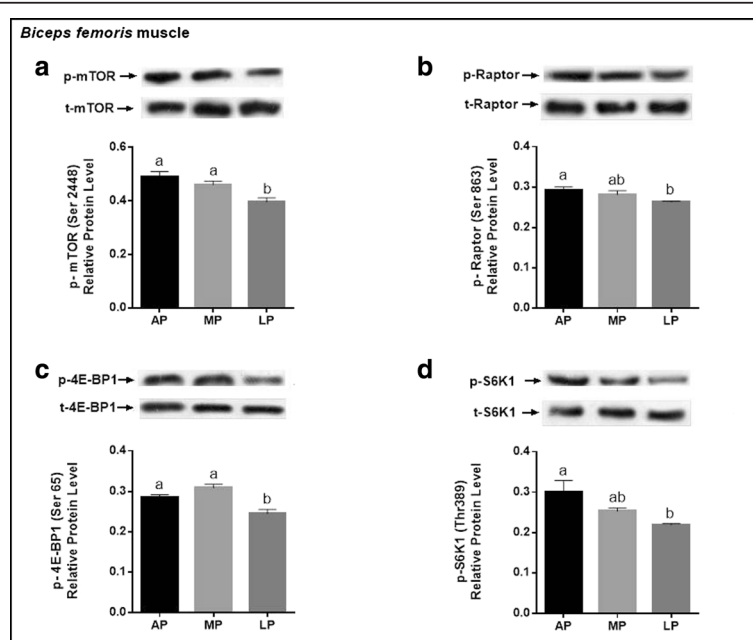 Biceps femoris muscle
a
p-mTOR
t-mTOR
p- mTOR (Ser 2448)
Relative Protein Level
0.6
0.4
0.2
0.0
a
a
b
AP MP LP
b
p-Raptor
t-Raptor
p- Raptor (Ser 863)
Relative Protein Level
0.4
0.3
0.2
0.1
0.0
a
ab
b
AP MP LP
c
p-4E-BP1
t-4E-BP1
p- 4E-BP1 (Ser 65)
Relative Protein Level
0.4
0.3
0.2
0.1
0.0
a
a
b
AP MP LP
d
p-S6K1
t-S6K1
p-S6K1 (Thr389)
Relative Protein Level
0.4
0.3
0.2
0.1
0.0
a
ab
b
AP MP LP